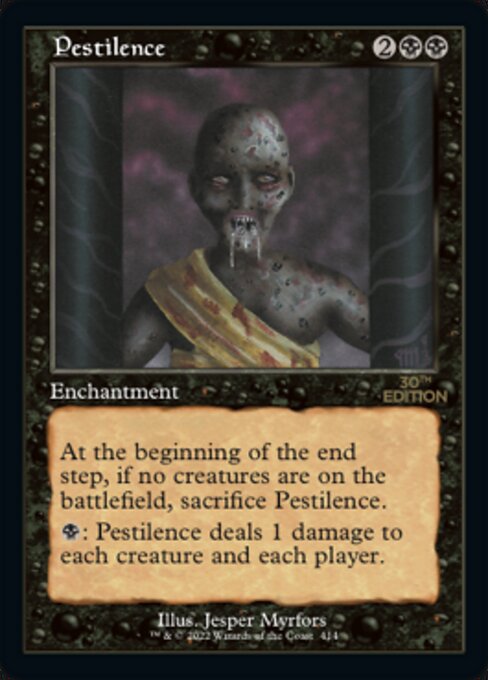 Pestilence 2
30TH
EDITION
Enchantment
At the beginning of the end
step, if no creatures are on the
battlefield, sacrifice Pestilence.
: Pestilence deals 1 damage to
each creature and each player.
Illus. Jesper Myrfors
™ & © 2022 Wizards of the Coast 414